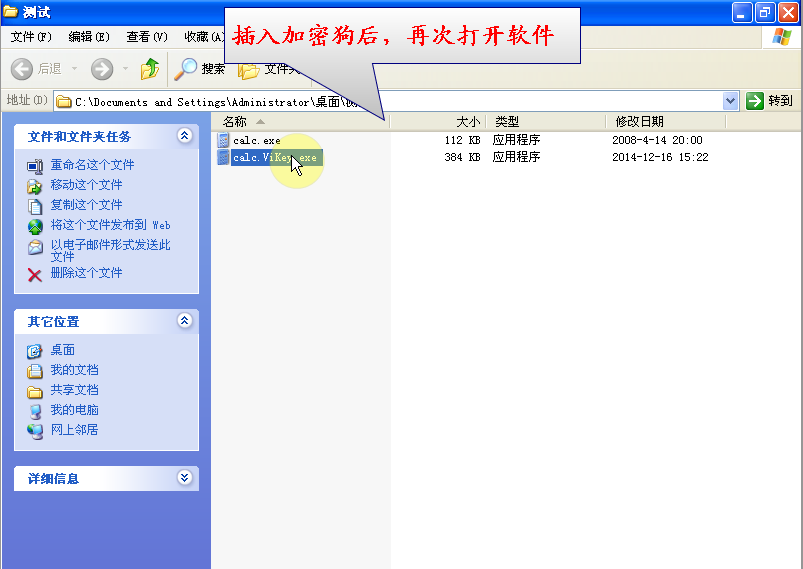 测试
插入加密狗后，再次打开软件
文件(F) 编辑(E) 查看(V) 收藏(A)
后退 搜索 文件夹
地址(D) C:\Documents and Settings\Administrator\桌面\ 转到
名称 大小 类型 修改日期
calc.exe 112 KB 应用程序 2008-4-14 20:00
calc.ViKey.exe 384 KB 应用程序 2014-12-16 15:22
文件和文件夹任务
重命名这个文件
移动这个文件
复制这个文件
将这个文件发布到 Web
以电子邮件形式发送此
文件
删除这个文件
其它位置
桌面
我的文档
共享文档
我的电脑
网上邻居
详细信息